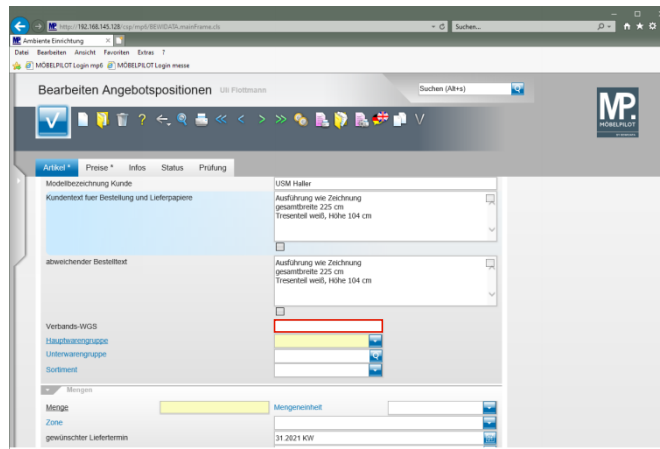 http://192.168.145.128/csp/mp6/BEWIDATA.mainFrame.cls
Suchen...
Ambiente Einrichtung
Datei Bearbeiten Ansicht Favoriten Extras ?
MÖBELPILOT Login mp6 MÖBELPILOT Login messe
Bearbeiten Angebotspositionen Uli Flottmann
Suchen (Alt+s)
MP.
MÖBELPILOT
Artikel * Preise * Infos Status Prüfung
Modellbezeichnung Kunde USM Haller
Kundentext fuer Bestellung und Lieferpapiere Ausführung wie Zeichnung
gesamtbreite 225 cm
Tresenteil weiß, Höhe 104 cm
abweichender Bestelltext Ausführung wie Zeichnung
gesamtbreite 225 cm
Tresenteil weiß, Höhe 104 cm
Verbands-WGS
Hauptwarengruppe
Unterwarengruppe
Sortiment
Mengen
Menge Mengeneinheit
Zone
gewünschter Liefertermin 31.2021 KW